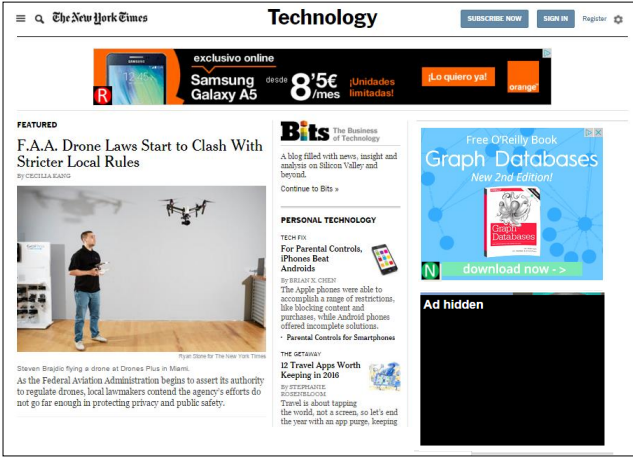 The New York Times
Technology
SUBSCRIBE NOW
SIGN IN
Register
exclusivo online
Samsung
Galaxy A5
desde 8'5€/mes
¡Unidades
limitadas!
¡Lo quiero ya!
orange
R
FEATURED
F.A.A. Drone Laws Start to Clash With
Stricter Local Rules
By CECILIA KANG
Ryan Stone for The New York Times
Steven Brajdic flying a drone at Drones Plus in Miami.
As the Federal Aviation Administration begins to assert its authority
to regulate drones, local lawmakers contend the agency's efforts do
not go far enough in protecting privacy and public safety.
Bits
The Business
of Technology
A blog filled with news, insight and
analysis on Silicon Valley and
beyond.
Continue to Bits »
PERSONAL TECHNOLOGY
TECH FIX
For Parental Controls,
iPhones Beat
Androids
By BRIAN X. CHEN
The Apple phones were able to
accomplish a range of restrictions,
like blocking content and
purchases, while Android phones
offered incomplete solutions.
• Parental Controls for Smartphones
THE GETAWAY
12 Travel Apps Worth
Keeping in 2016
By STEPHANIE
ROSENBLOOM
Travel is about tapping
the world, not a screen, so let's end
the year with an app purge, keeping
Free O'Reilly Book
Graph Databases
New 2nd Edition!
Graph
Databases
N
download now - >
Ad hidden